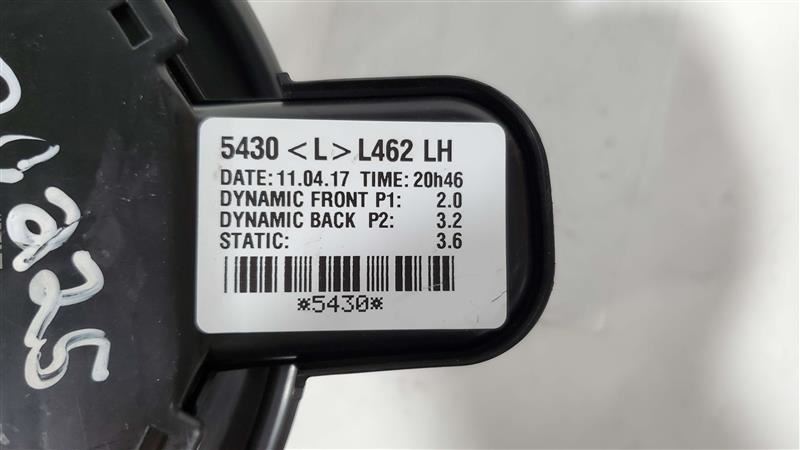 5430 <L> L462 LH
DATE: 11.04.17 TIME: 20h46
DYNAMIC FRONT P1: 2.0
DYNAMIC BACK P2: 3.2
STATIC: 3.6
*5430*